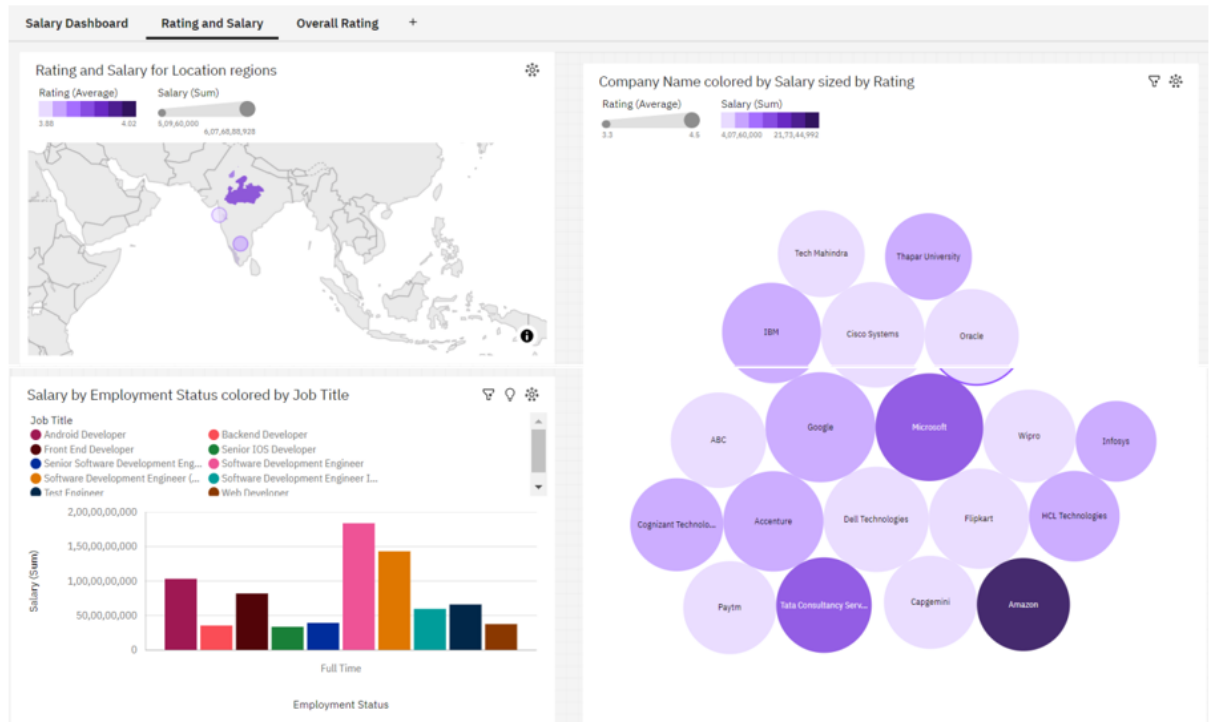 Salary Dashboard Rating and Salary Overall Rating +
Rating and Salary for Location regions
Rating (Average) Salary (Sum)
3.88 4.02 5,09,60,000 6,07,68,88,928
Salary by Employment Status colored by Job Title
Job Title
Android Developer Backend Developer
Front End Developer Senior IOS Developer
Senior Software Development Eng... Software Development Engineer
Software Development Engineer (... Software Development Engineer I...
Test Engineer Web Developer
2,00,00,00,000
1,50,00,00,000
1,00,00,00,000
50,00,00,000
0
Salary (Sum)
Full Time
Employment Status
Company Name colored by Salary sized by Rating
Rating (Average) Salary (Sum)
3.3 4.6 4,07,60,000 21,73,44,992
Tech Mahindra Thapar University
IBM Cisco Systems Oracle
ABC Google Microsoft Wipro Infosys
Cognizant Technolo... Accenture Dell Technologies Flipkart HCL Technologies
Paytm Tata Consultancy Serv... Capgemini Amazon